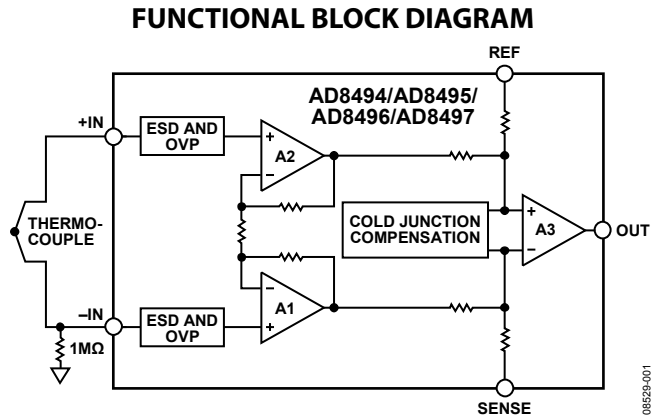 FUNCTIONAL BLOCK DIAGRAM
REF
AD8494/AD8495/
AD8496/AD8497
+IN
ESD AND
OVP
+
A2
–
THERMO-
COUPLE
COLD JUNCTION
COMPENSATION
+
A3
–
OUT
–
A1
+
–IN
ESD AND
OVP
1MΩ
SENSE
08529-001